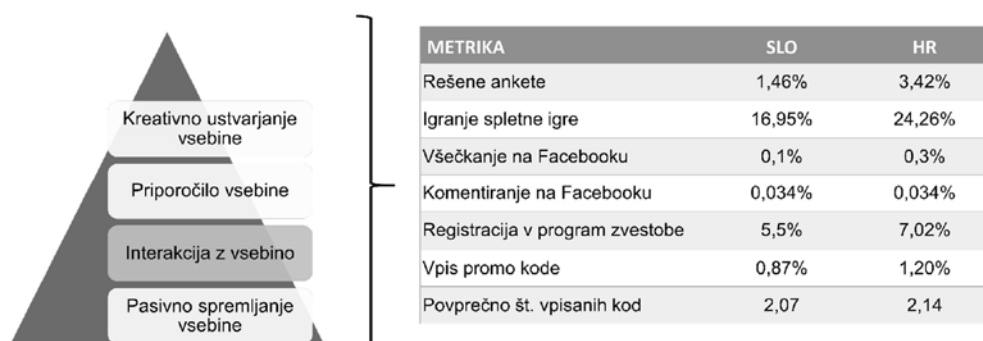 Kreativno ustvarjanje
vsebine
Priporočilo vsebine
Interakcija z vsebino
Pasivno spremljanje
vsebine
METRIKA SLO HR
Rešene ankete 1,46% 3,42%
Igranje spletne igre 16,95% 24,26%
Všečkanje na Facebooku 0,1% 0,3%
Komentiranje na Facebooku 0,034% 0,034%
Registracija v program zvestobe 5,5% 7,02%
Vpis promo kode 0,87% 1,20%
Povprečno št. vpisanih kod 2,07 2,14